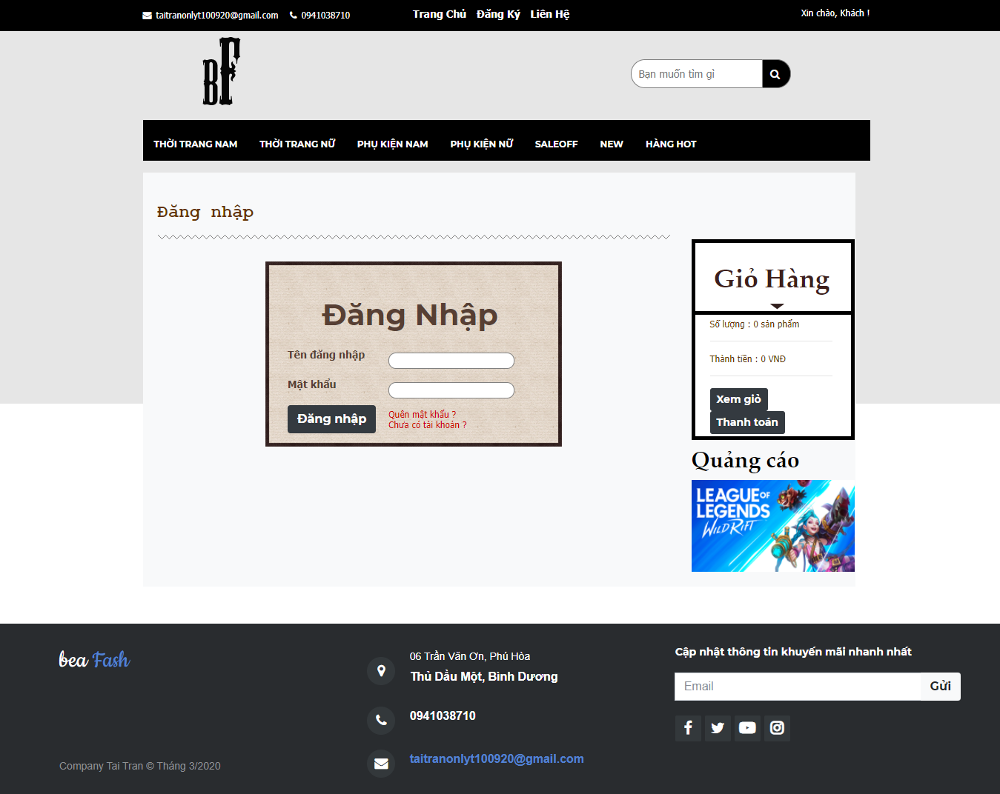 taitranonlyt100920@gmail.com 0941038710 Trang Chủ Đăng Ký Liên Hệ Xin chào, Khách !
BF
Bạn muốn tìm gì
THỜI TRANG NAM THỜI TRANG NỮ PHỤ KIỆN NAM PHỤ KIỆN NỮ SALEOFF NEW HÀNG HOT
Đăng nhập
Đăng Nhập
Tên đăng nhập
Mật khẩu
Đăng nhập
Quên mật khẩu ?
Chưa có tài khoản ?
Giỏ Hàng
Số lượng : 0 sản phẩm
Thành tiền : 0 VNĐ
Xem giỏ
Thanh toán
Quảng cáo
LEAGUE OF
LEGENDS
WILD RIFT
bea Fash
Company Tai Tran © Tháng 3/2020
06 Trần Văn Ơn, Phú Hòa
Thủ Dầu Một, Bình Dương
0941038710
taitranonlyt100920@gmail.com
Cập nhật thông tin khuyến mãi nhanh nhất
Email Gửi